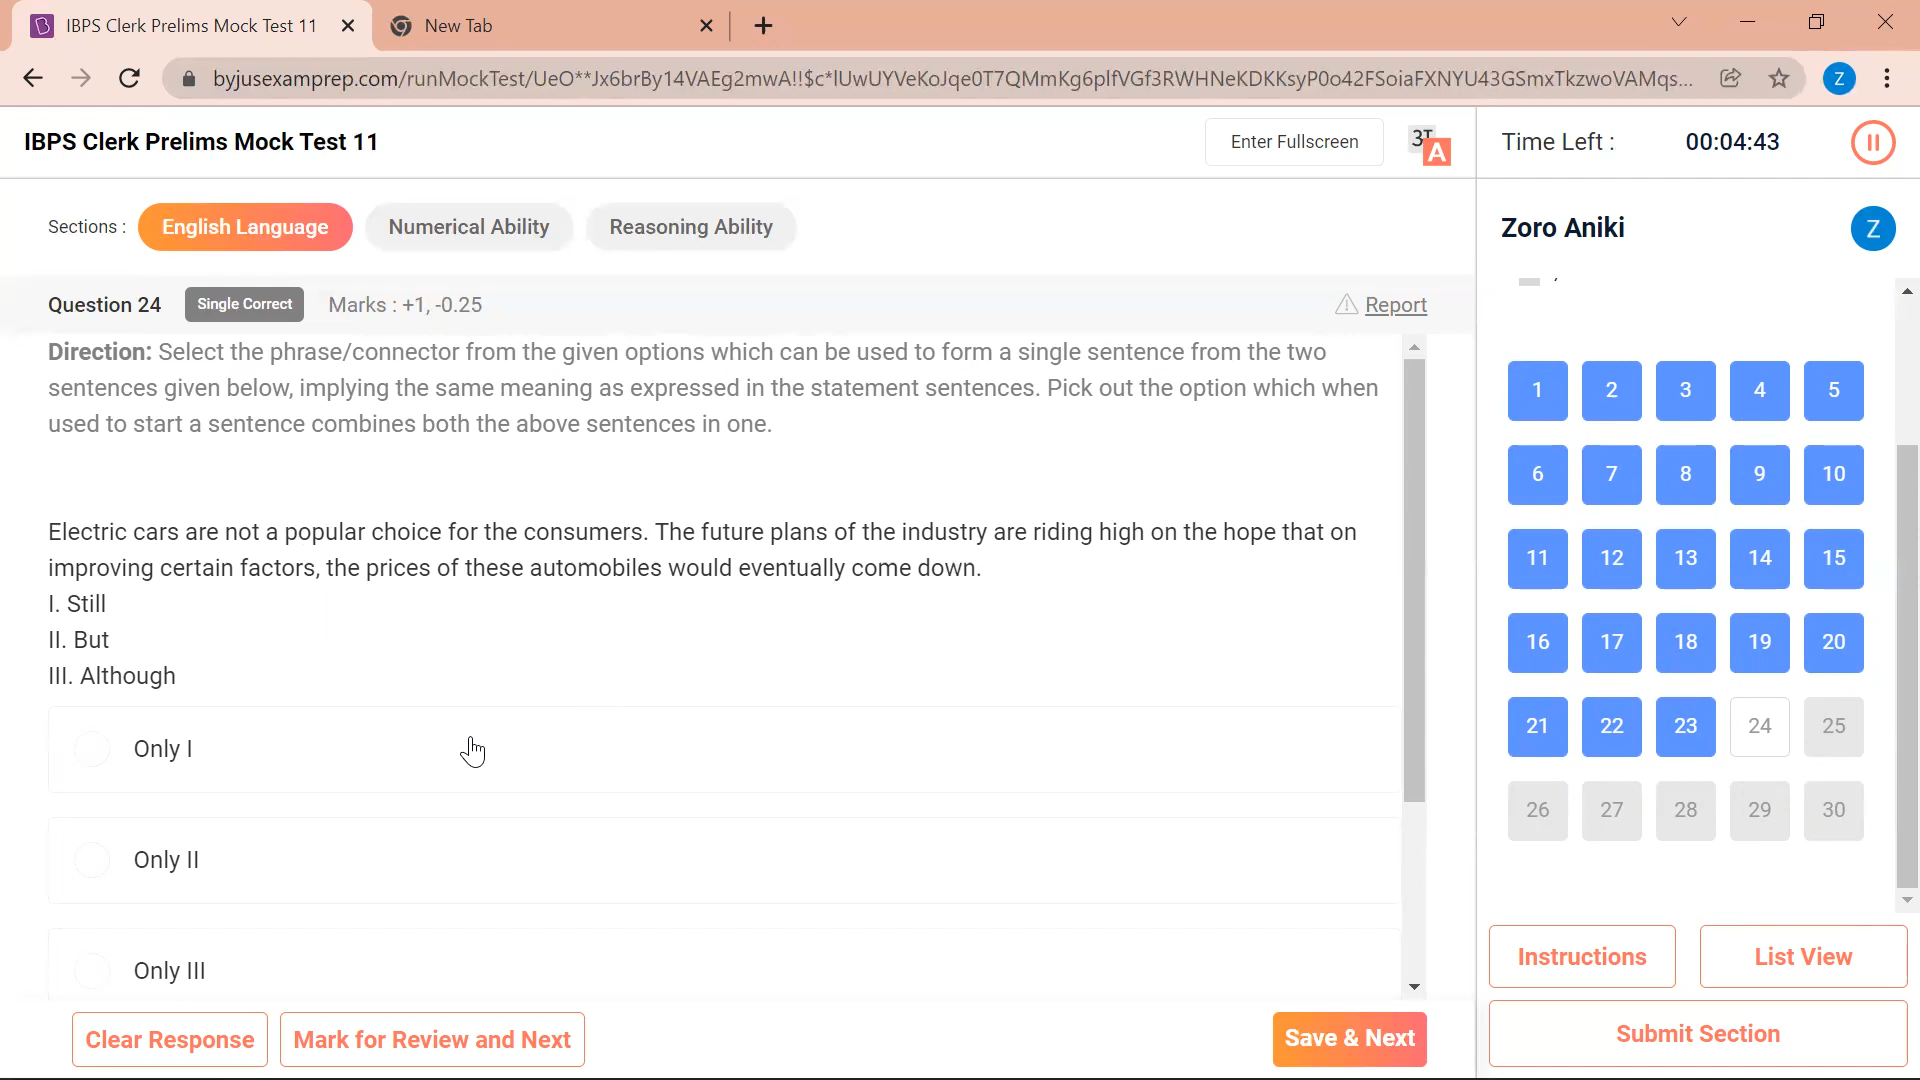 IBPS Clerk Prelims Mock Test 11
New Tab
byjusexamprep.com/runMockTest/UeO**Jx6brBy14VAEg2mwA!!$c*lUwUYVeKoJqe0T7QMmKg6plfVGf3RWHNeKDKKsyP0o42FSoiaFXNYU43GSmxTkzwoVAMqs...
Z
IBPS Clerk Prelims Mock Test 11
Enter Fullscreen
A
Time Left :
00:04:43
Sections :
English Language
Numerical Ability
Reasoning Ability
Zoro Aniki
Z
Question 24
Single Correct
Marks : +1, -0.25
Report
Direction: Select the phrase/connector from the given options which can be used to form a single sentence from the two
sentences given below, implying the same meaning as expressed in the statement sentences. Pick out the option which when
used to start a sentence combines both the above sentences in one.
Electric cars are not a popular choice for the consumers. The future plans of the industry are riding high on the hope that on
improving certain factors, the prices of these automobiles would eventually come down.
I. Still
II. But
III. Although
Only I
Only II
Only III
1 2 3 4 5
6 7 8 9 10
11 12 13 14 15
16 17 18 19 20
21 22 23 24 25
26 27 28 29 30
Instructions
List View
Clear Response
Mark for Review and Next
Save & Next
Submit Section